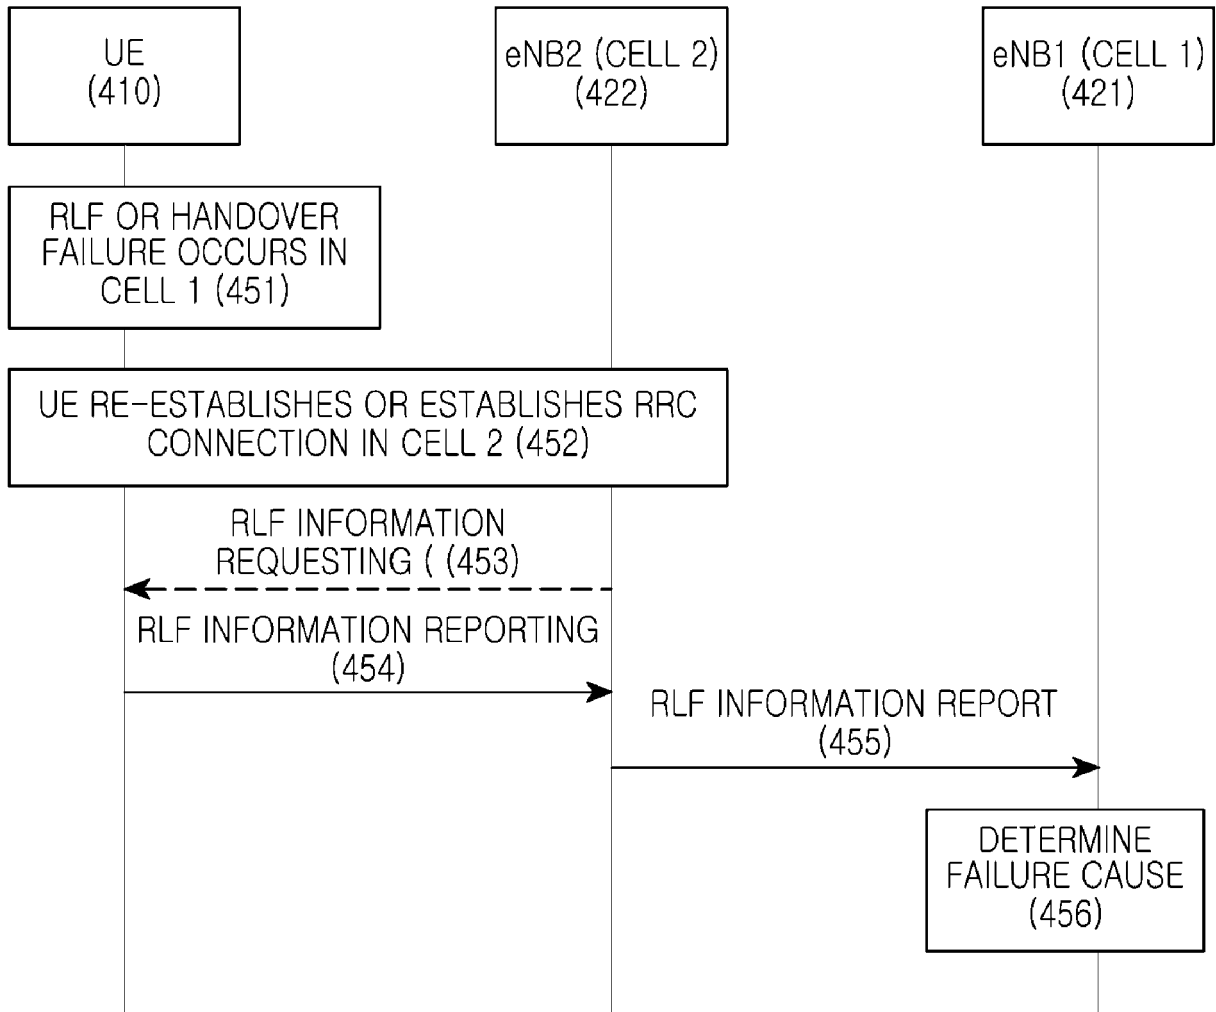 UE
(410)
eNB2 (CELL 2)
(422)
eNB1 (CELL 1)
(421)
RLF OR HANDOVER
FAILURE OCCURS IN
CELL 1 (451)
UE RE-ESTABLISHES OR ESTABLISHES RRC
CONNECTION IN CELL 2 (452)
RLF INFORMATION
REQUESTING ( (453)
RLF INFORMATION REPORTING
(454)
RLF INFORMATION REPORT
(455)
DETERMINE
FAILURE CAUSE
(456)